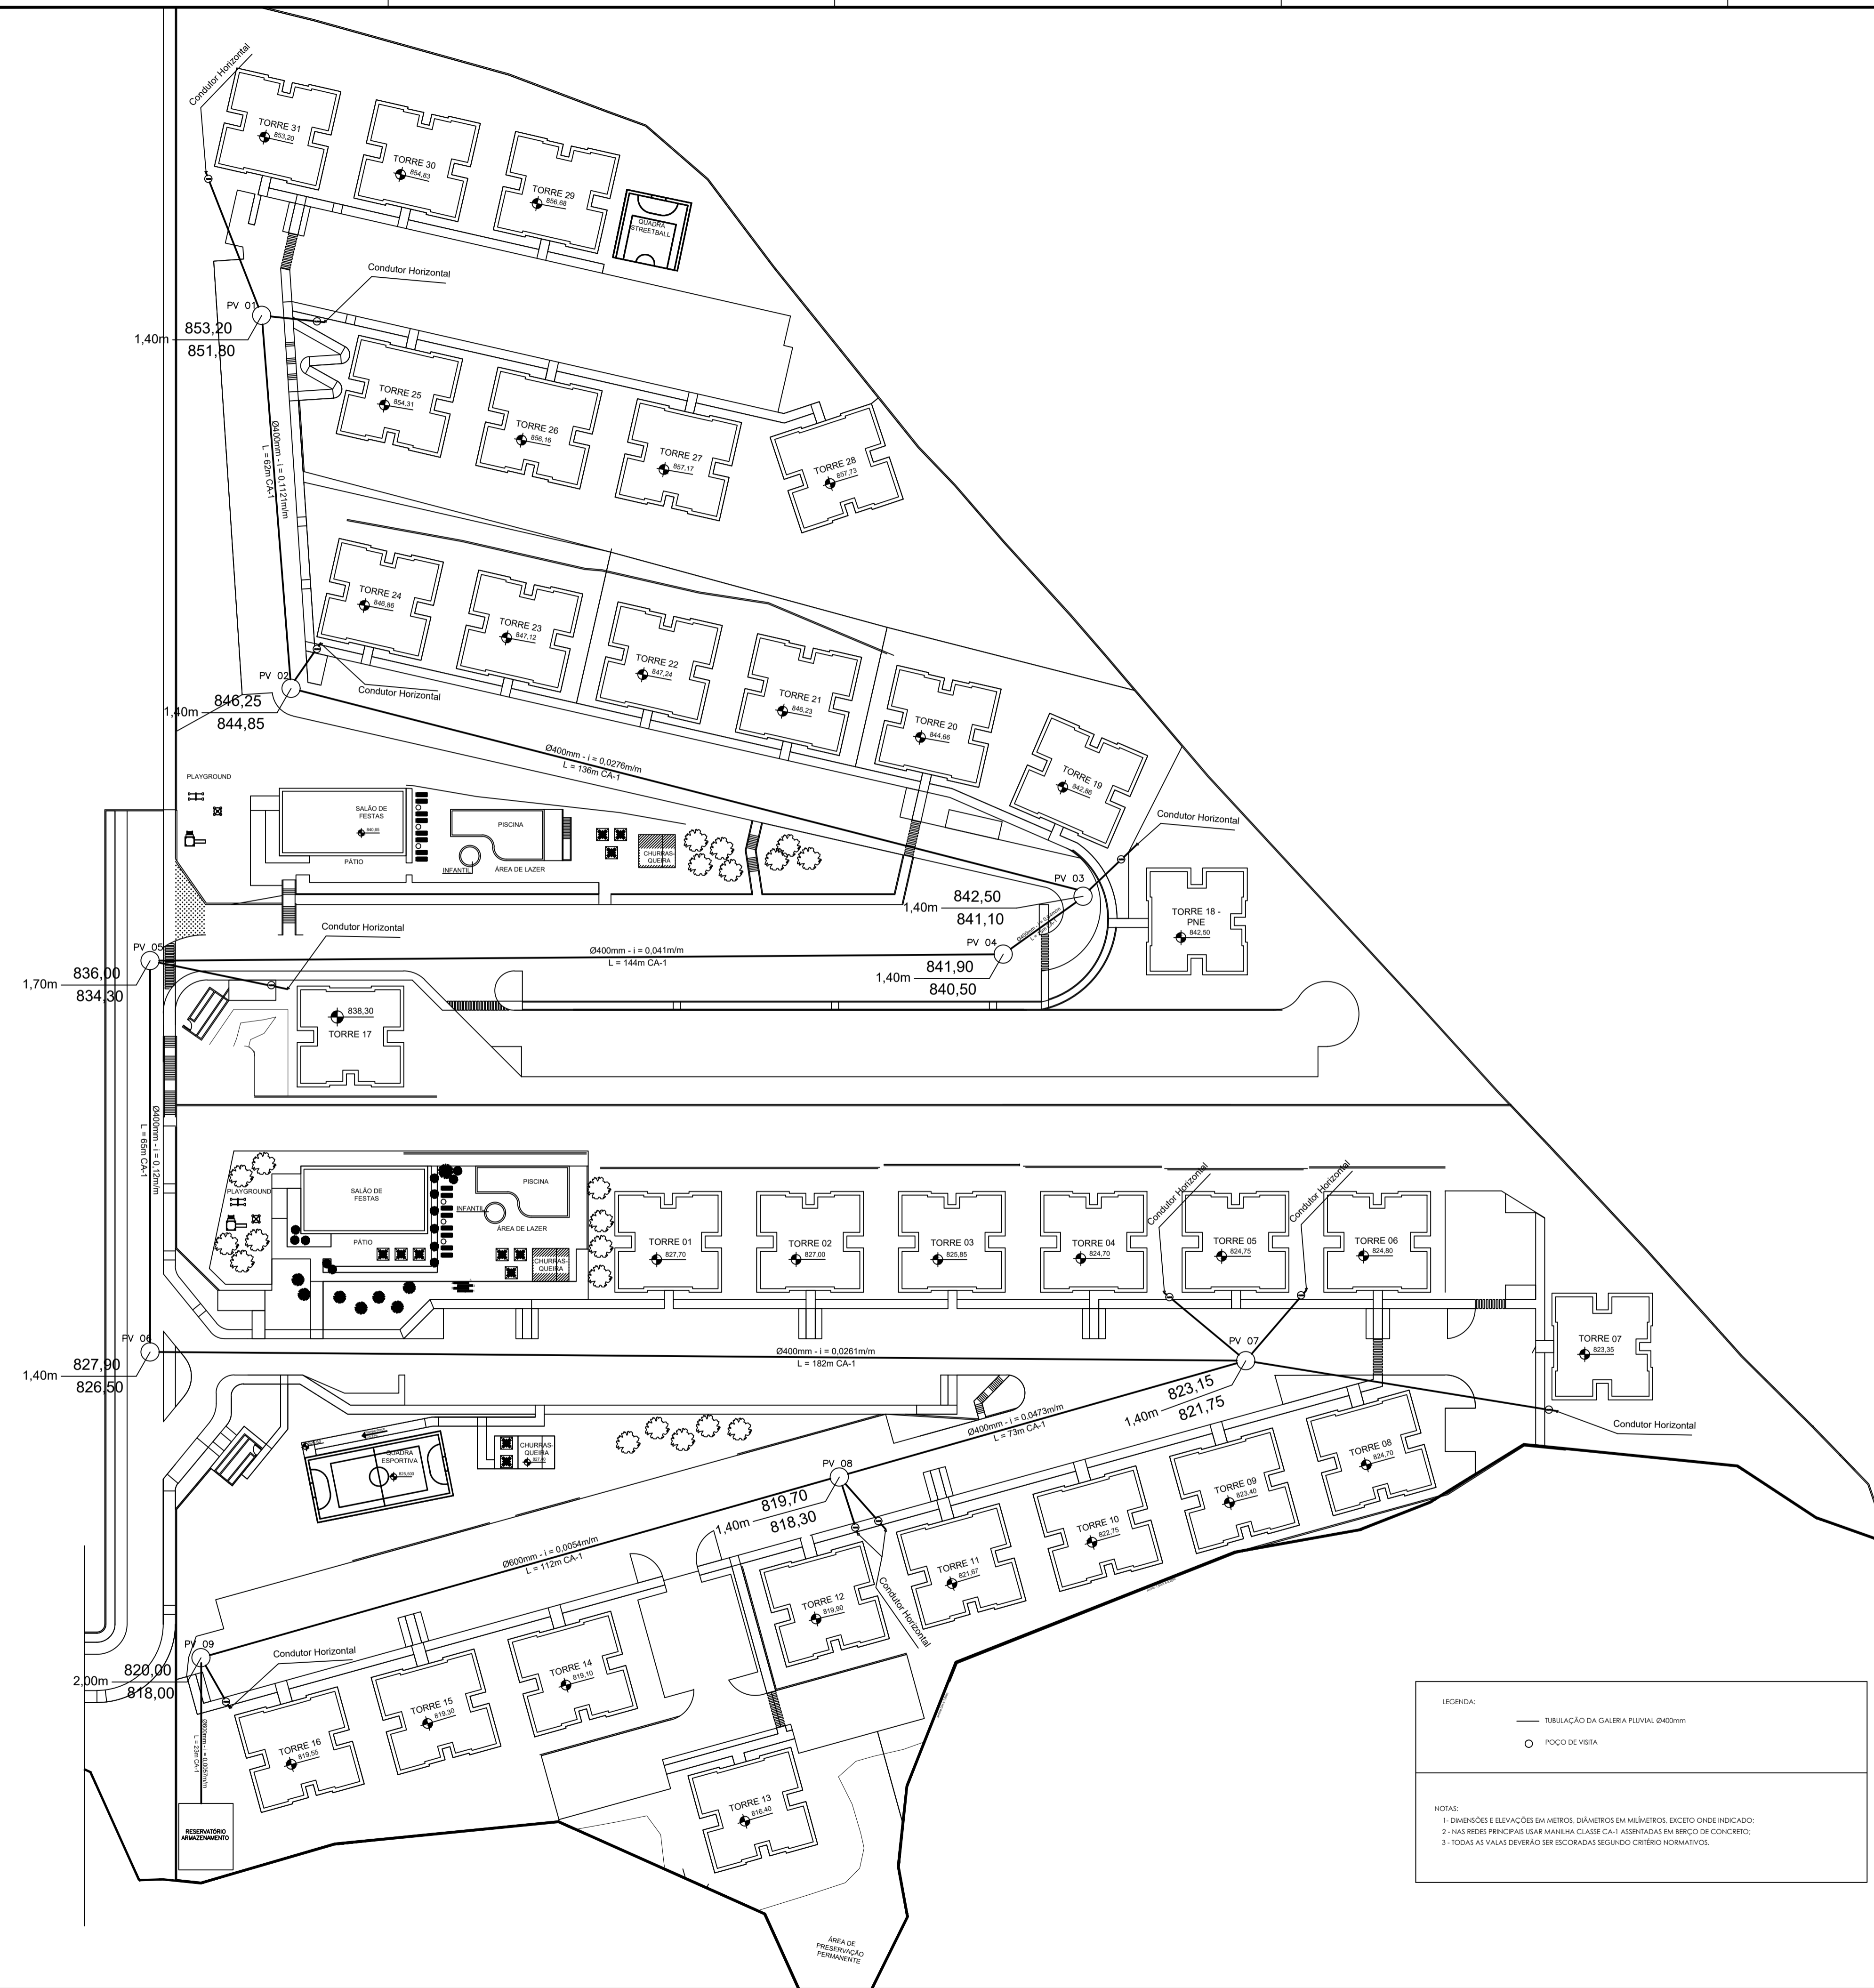 Condutor Horizontal
TORRE 31
853,20
TORRE 30
854,83
TORRE 29
856,68
QUADRA
STREETBALL
Condutor Horizontal
PV 01
1,40m
853,20
851,80
TORRE 25
854,31
TORRE 26
856,16
TORRE 27
857,17
TORRE 28
857,73
Ø400mm - i = 0,1121m/m
L = 62m CA-1
TORRE 24
846,86
TORRE 23
847,12
TORRE 22
847,24
TORRE 21
846,23
TORRE 20
844,66
TORRE 19
842,86
PV 02
1,40m
846,25
844,85
Condutor Horizontal
Ø400mm - i = 0,0276m/m
L = 136m CA-1
PLAYGROUND
SALÃO DE
FESTAS
840,65
PÁTIO
PISCINA
INFANTIL
ÁREA DE LAZER
CHURRAS-
QUEIRA
Condutor Horizontal
PV 03
1,40m
842,50
841,10
TORRE 18 -
PNE
842,50
PV 04
1,40m
841,90
840,50
PV 05
1,70m
836,00
834,30
Condutor Horizontal
Ø400mm - i = 0,041m/m
L = 144m CA-1
838,30
TORRE 17
Ø400mm - i = 0,12m/m
L = 65m CA-1
PLAYGROUND
SALÃO DE
FESTAS
PÁTIO
PISCINA
INFANTIL
ÁREA DE LAZER
CHURRAS-
QUEIRA
TORRE 01
827,70
TORRE 02
827,00
TORRE 03
825,85
TORRE 04
824,70
Condutor Horizontal
TORRE 05
824,75
Condutor Horizontal
TORRE 06
824,80
TORRE 07
823,35
PV 06
1,40m
827,90
826,50
Ø400mm - i = 0,0261m/m
L = 182m CA-1
PV 07
1,40m
823,15
821,75
Condutor Horizontal
Ø400mm - i = 0,0473m/m
L = 73m CA-1
QUADRA
ESPORTIVA
825,500
CHURRAS-
QUEIRA
PV 08
1,40m
819,70
818,30
TORRE 08
824,70
TORRE 09
823,40
TORRE 10
822,75
TORRE 11
821,67
TORRE 12
819,90
Condutor Horizontal
Ø600mm - i = 0,0054m/m
L = 112m CA-1
PV 09
2,00m
820,00
818,00
Condutor Horizontal
TORRE 14
819,10
TORRE 15
819,30
TORRE 16
819,55
TORRE 13
816,40
Ø600mm - i = 0,0057m/m
L = 23m CA-1
RESERVATÓRIO
ARMAZENAMENTO
ÁREA DE
PRESERVAÇÃO
PERMANENTE
LEGENDA:
TUBULAÇÃO DA GALERIA PLUVIAL Ø400mm
POÇO DE VISITA
NOTAS:
1- DIMENSÕES E ELEVAÇÕES EM METROS, DIÂMETROS EM MILÍMETROS, EXCETO ONDE INDICADO;
2 - NAS REDES PRINCIPAIS USAR MANILHA CLASSE CA-1 ASSENTADAS EM BERÇO DE CONCRETO;
3 - TODAS AS VALAS DEVERÃO SER ESCORADAS SEGUNDO CRITÉRIO NORMATIVOS.